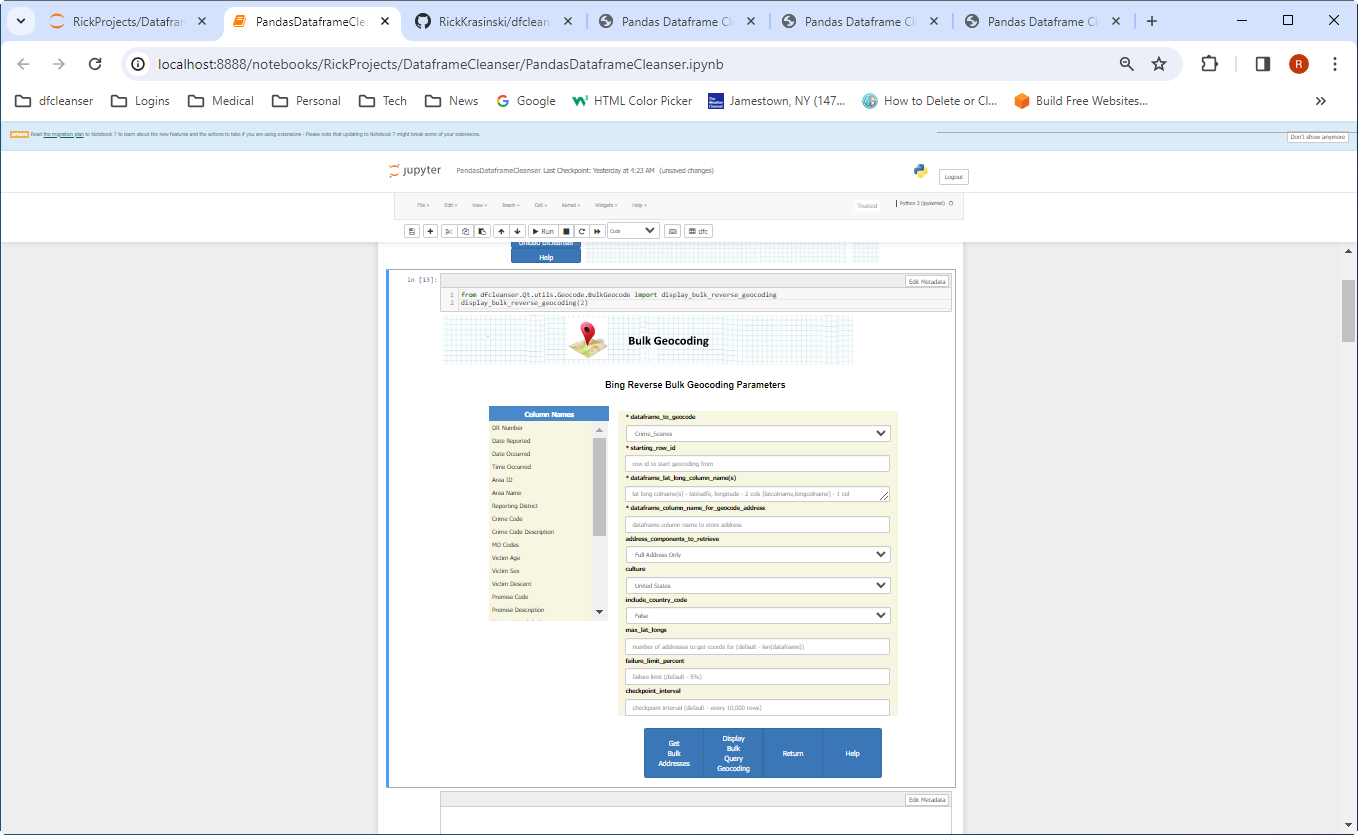 RickProjects/Datafran
PandasDataframeCle
RickKrasinski/dfclean
Pandas Dataframe Cl
Pandas Dataframe Cl
Pandas Dataframe Cl
localhost:8888/notebooks/RickProjects/DataframeCleanser/PandasDataframeCleanser.ipynb
R
dfcleanser
Logins
Medical
Personal
Tech
News
Google
HTML Color Picker
Jamestown, NY (147...
How to Delete or Cl...
Build Free Websites...
UPDATE Read the migration plan to Notebook 7 to learn about the new features and the actions to take if you are using extensions - Please note that updating to Notebook 7 might break some of your extensions.
Don't show anymore
jupyter PandasDataframeCleanser Last Checkpoint: Yesterday at 4:23 AM (unsaved changes)
Logout
File Edit View Insert Cell Kernel Widgets Help
Trusted
Python 3 (ipykernel)
Run
Code
dfc
Unload dfcleanser
Help
In [13]:
Edit Metadata
1 from dfcleanser.Qt.utils.Geocode.BulkGeocode import display_bulk_reverse_geocoding
2 display_bulk_reverse_geocoding(2)
Bulk Geocoding
Bing Reverse Bulk Geocoding Parameters
Column Names
DR Number
Date Reported
Date Occurred
Time Occurred
Area ID
Area Name
Reporting District
Crime Code
Crime Code Description
MO Codes
Victim Age
Victim Sex
Victim Descent
Premise Code
Premise Description
* dataframe_to_geocode
Crime_Scenes
* starting_row_id
row id to start geocoding from
* dataframe_lat_long_column_name(s)
lat long colname(s) - latitudfe, longitude - 2 cols [latcolname,longcolname] - 1 col
* dataframe_column_name_for_geocode_address
dataframe column name to store address
address_components_to_retrieve
Full Address Only
culture
United States
include_country_code
False
max_lat_longs
number of addresses to get coords for (default - len(dataframe))
failure_limit_percent
failure limit (default - 5%)
checkpoint_interval
checkpoint interval (default - every 10,000 rows)
Get
Bulk
Addresses
Display
Bulk
Query
Geocoding
Return
Help
Edit Metadata